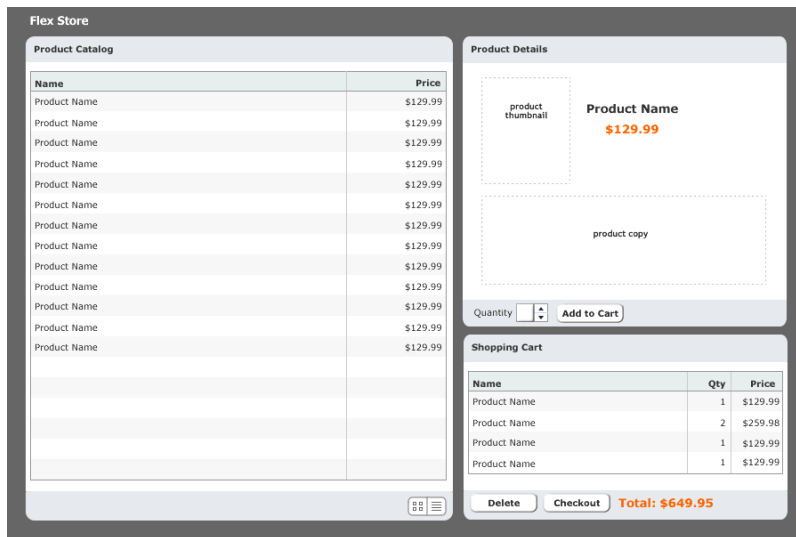 Flex Store
Product Catalog
Name Price
Product Name $129.99
Product Name $129.99
Product Name $129.99
Product Name $129.99
Product Name $129.99
Product Name $129.99
Product Name $129.99
Product Name $129.99
Product Name $129.99
Product Name $129.99
Product Name $129.99
Product Name $129.99
Product Name $129.99
Product Details
product
thumbnail
Product Name
$129.99
product copy
Quantity Add to Cart
Shopping Cart
Name Qty Price
Product Name 1 $129.99
Product Name 2 $259.98
Product Name 1 $129.99
Product Name 1 $129.99
Delete Checkout Total: $649.95